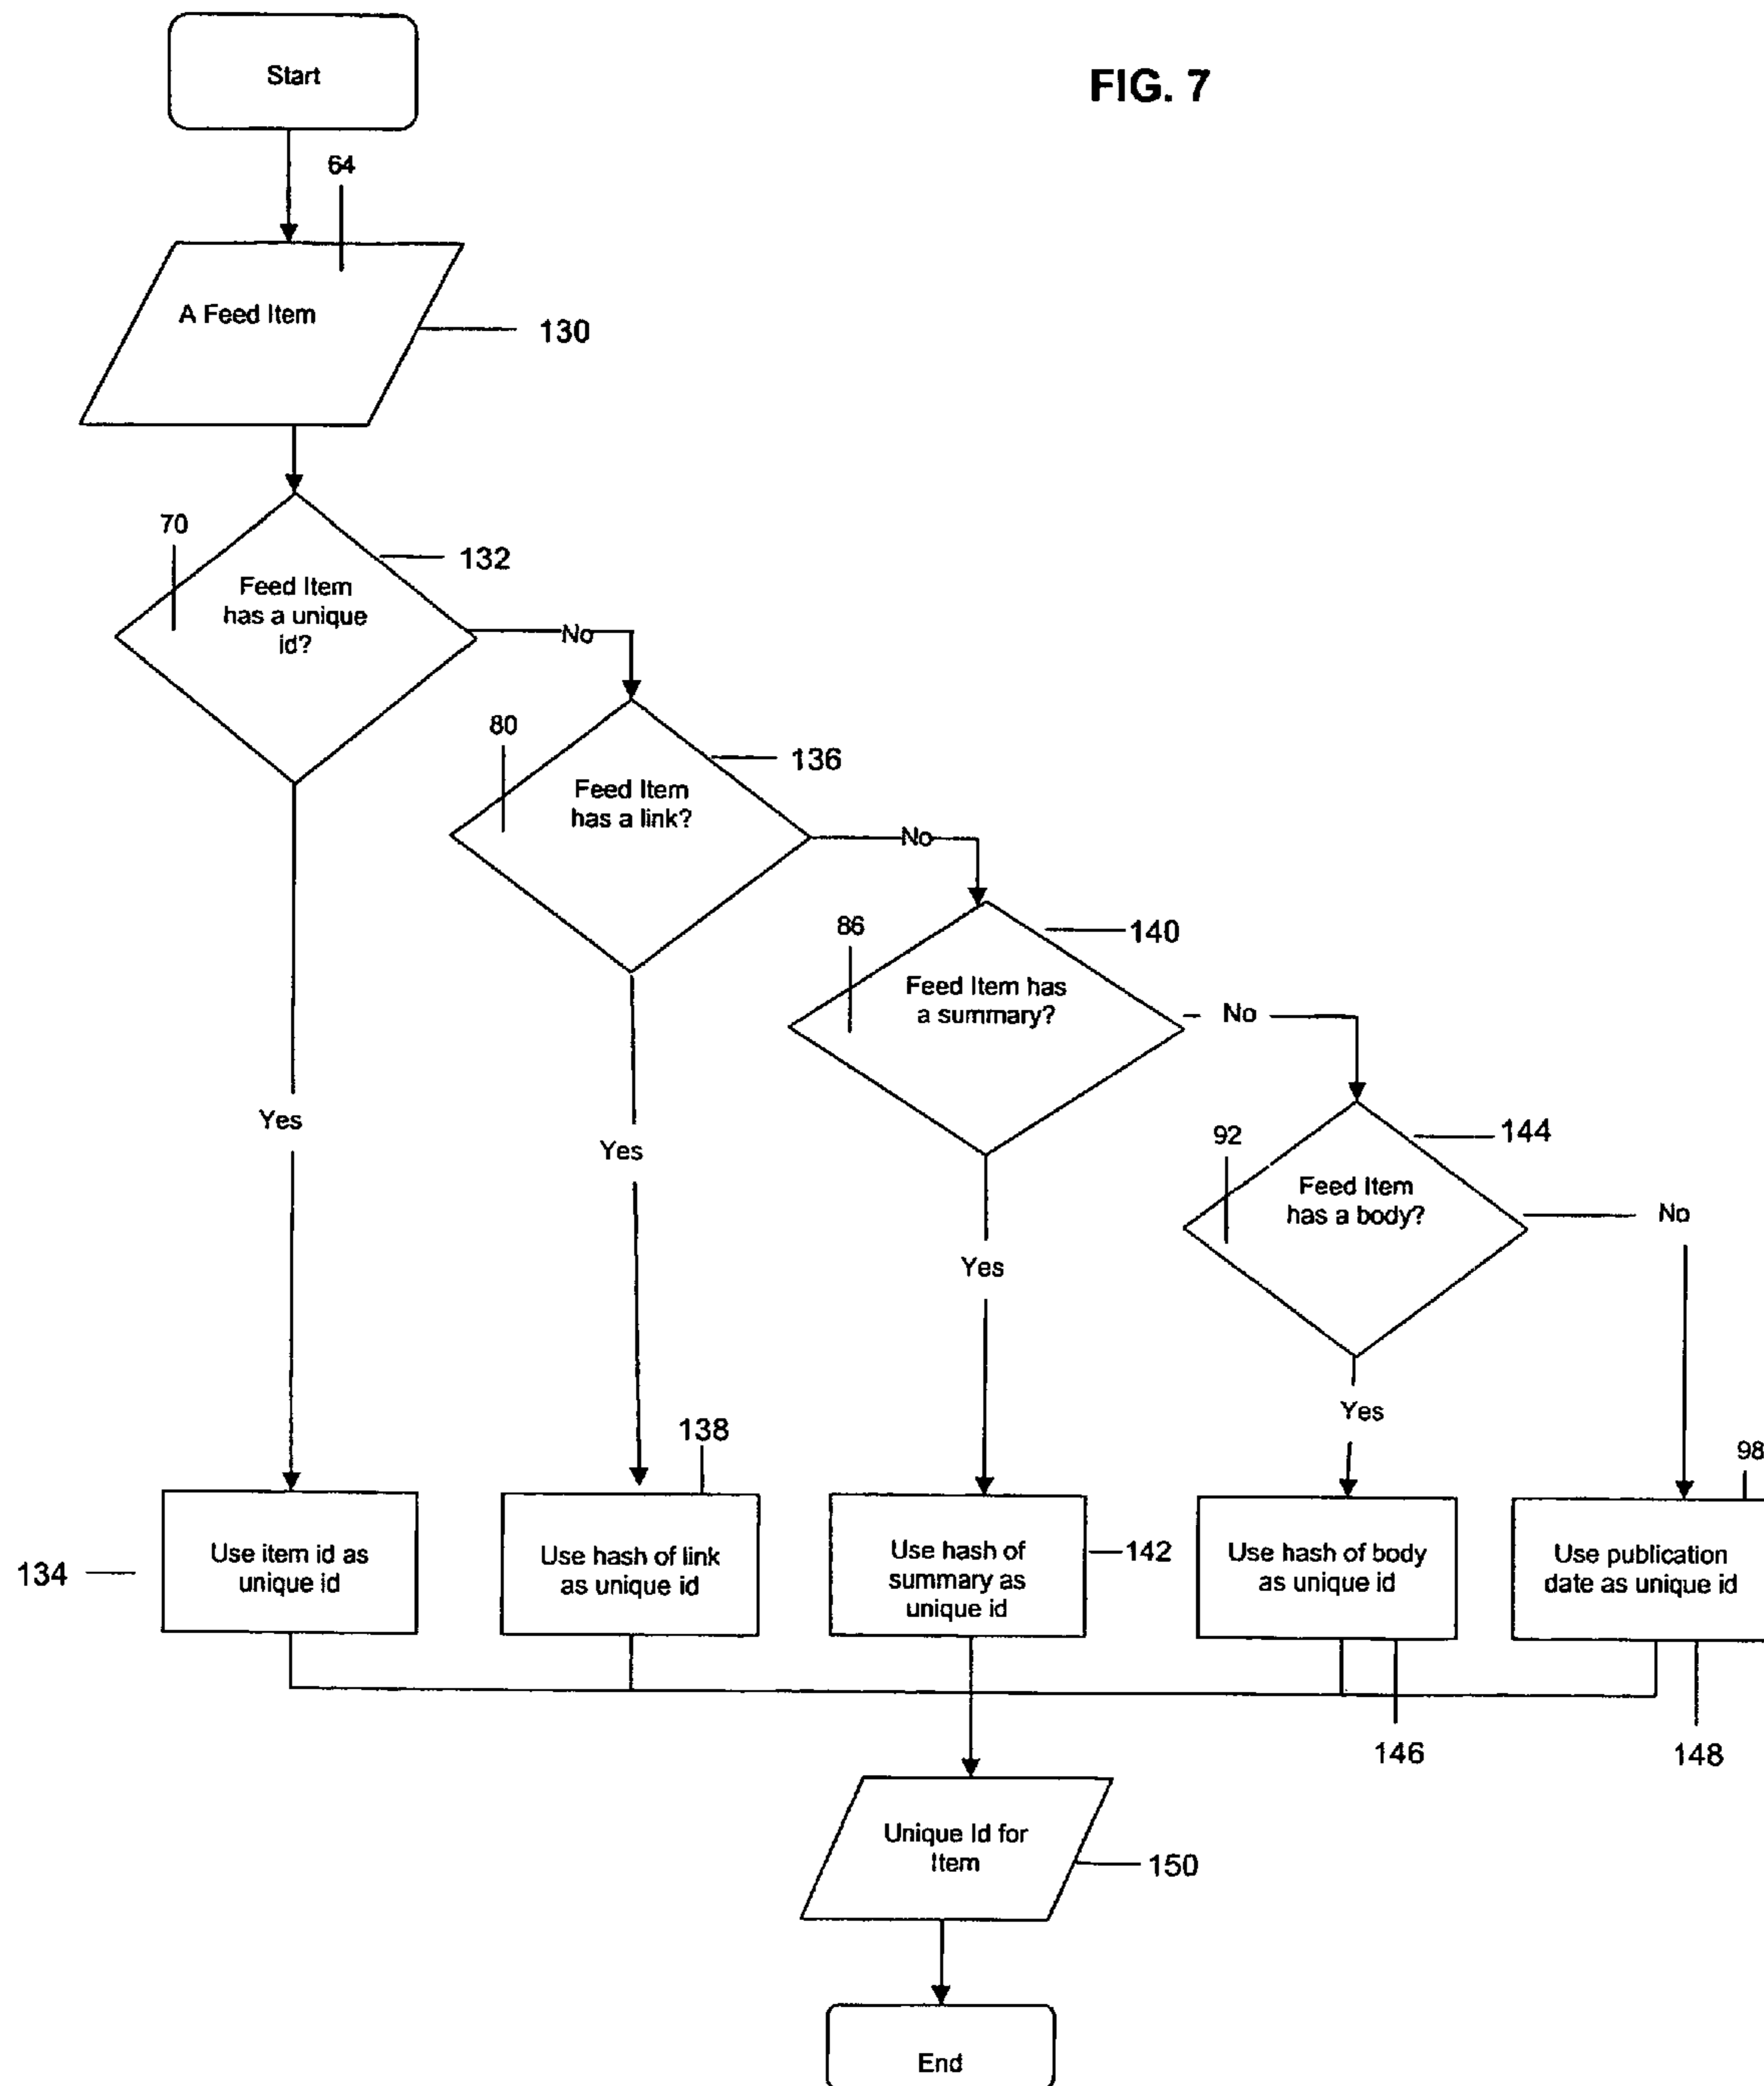 Start
FIG. 7
64
A Feed Item
130
70
132
Feed Item
has a unique
id?
No
80
136
Feed Item
has a link?
No
86
140
Feed Item has
a summary?
No
92
144
Feed Item
has a body?
No
Yes
Yes
Yes
Yes
138
98
134
Use item id as
unique id
Use hash of link
as unique id
Use hash of
summary as
unique id
142
Use hash of body
as unique id
Use publication
date as unique id
146
148
Unique Id for
Item
150
End